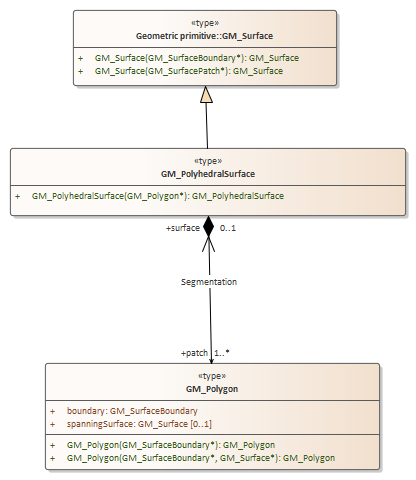 «type»
Geometric primitive::GM_Surface
+ GM_Surface(GM_SurfaceBoundary*): GM_Surface
+ GM_Surface(GM_SurfacePatch*): GM_Surface
«type»
GM_PolyhedralSurface
+ GM_PolyhedralSurface(GM_Polygon*): GM_PolyhedralSurface
+surface 0..1
Segmentation
+patch 1..*
«type»
GM_Polygon
+ boundary: GM_SurfaceBoundary
+ spanningSurface: GM_Surface [0..1]
+ GM_Polygon(GM_SurfaceBoundary*): GM_Polygon
+ GM_Polygon(GM_SurfaceBoundary*, GM_Surface*): GM_Polygon